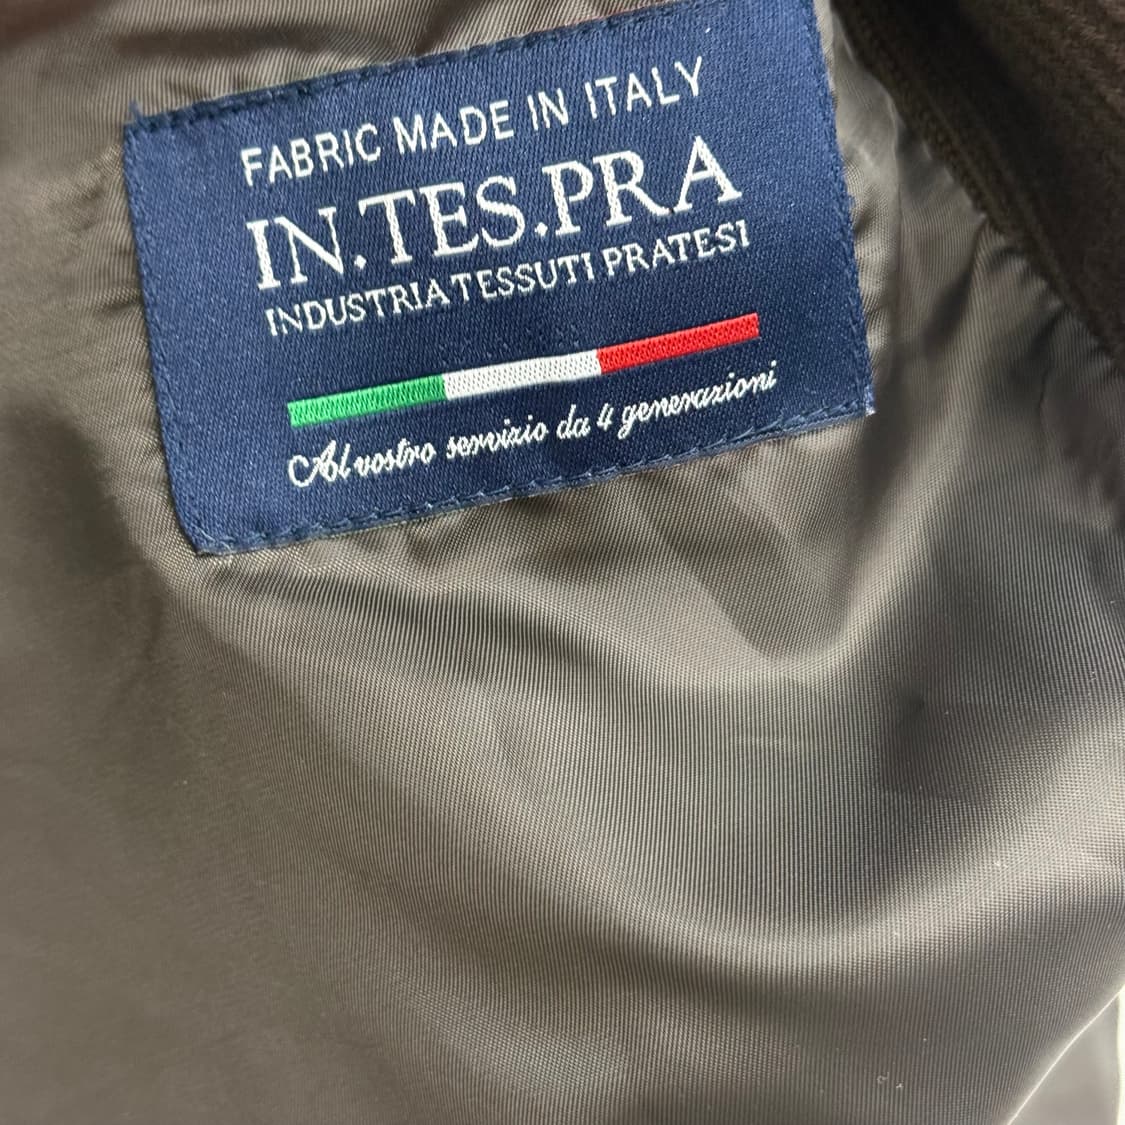 FABRIC MADE IN ITALY
IN.TES.PRA
INDUSTRIA TESSUTI PRATESI
Al vostro servizio da 4 generazioni